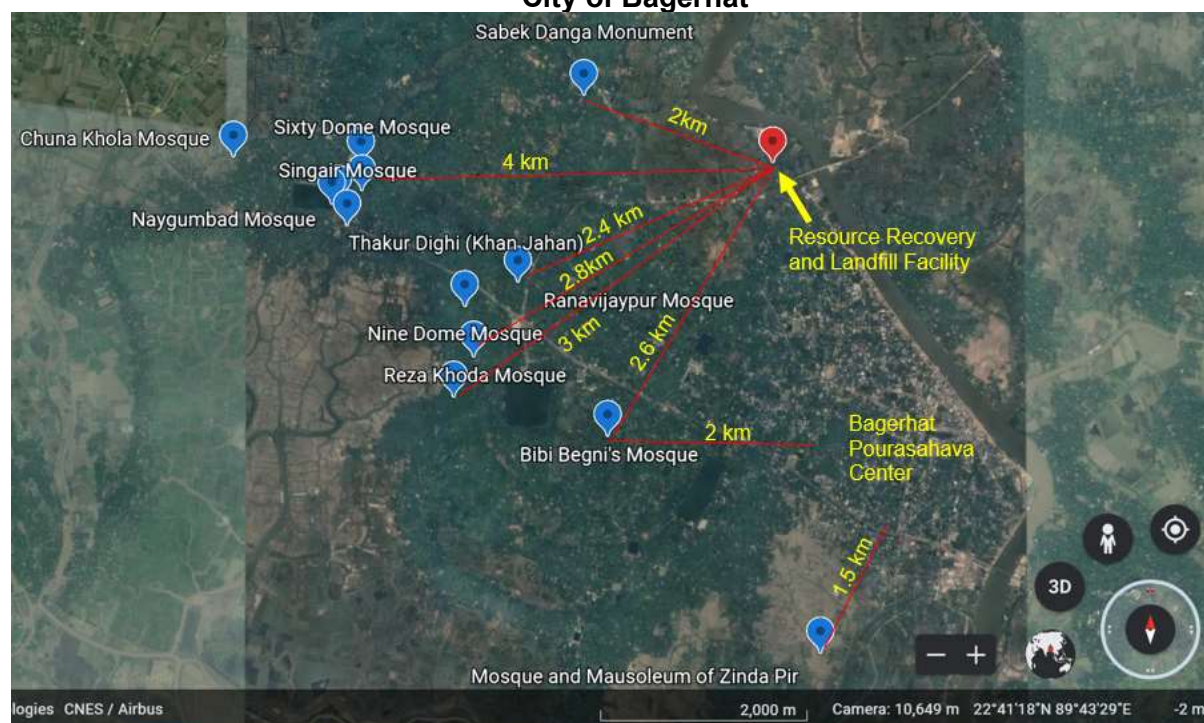 City of Bagerhat
Sabek Danga Monument
2km
Chuna Khola Mosque
Sixty Dome Mosque
4 km
Singair Mosque
Naygumbad Mosque
Resource Recovery
and Landfill Facility
2.4 km
Thakur Dighi (Khan Jahan)
2.8km
Ranavijaypur Mosque
3 km
Nine Dome Mosque
2.6 km
Reza Khoda Mosque
2 km
Bagerhat
Pourasahava
Center
Bibi Begni's Mosque
1.5 km
3D
Mosque and Mausoleum of Zinda Pir
logies CNES / Airbus
2,000 m
Camera: 10,649 m 22°41'18"N 89°43'29"E
-2 m